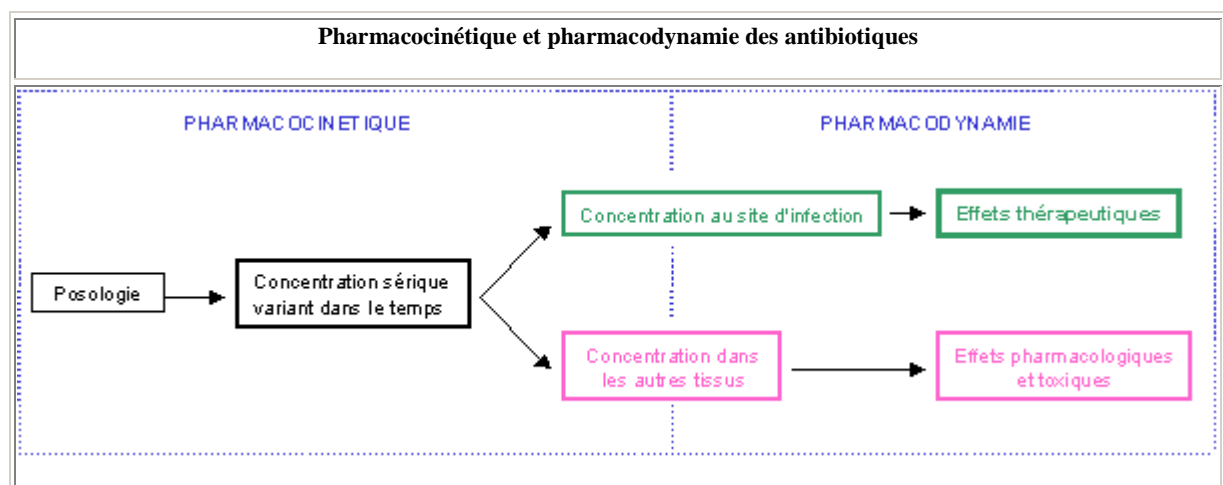 Pharmacocinétique et pharmacodynamie des antibiotiques
PHARMACOCINETIQUE
PHARMACODYNAMIE
Concentration au site d'infection
Effets thérapeutiques
Posologie
Concentration sérique
variant dans le temps
Concentration dans
les autres tissus
Effets pharmacologiques
et toxiques